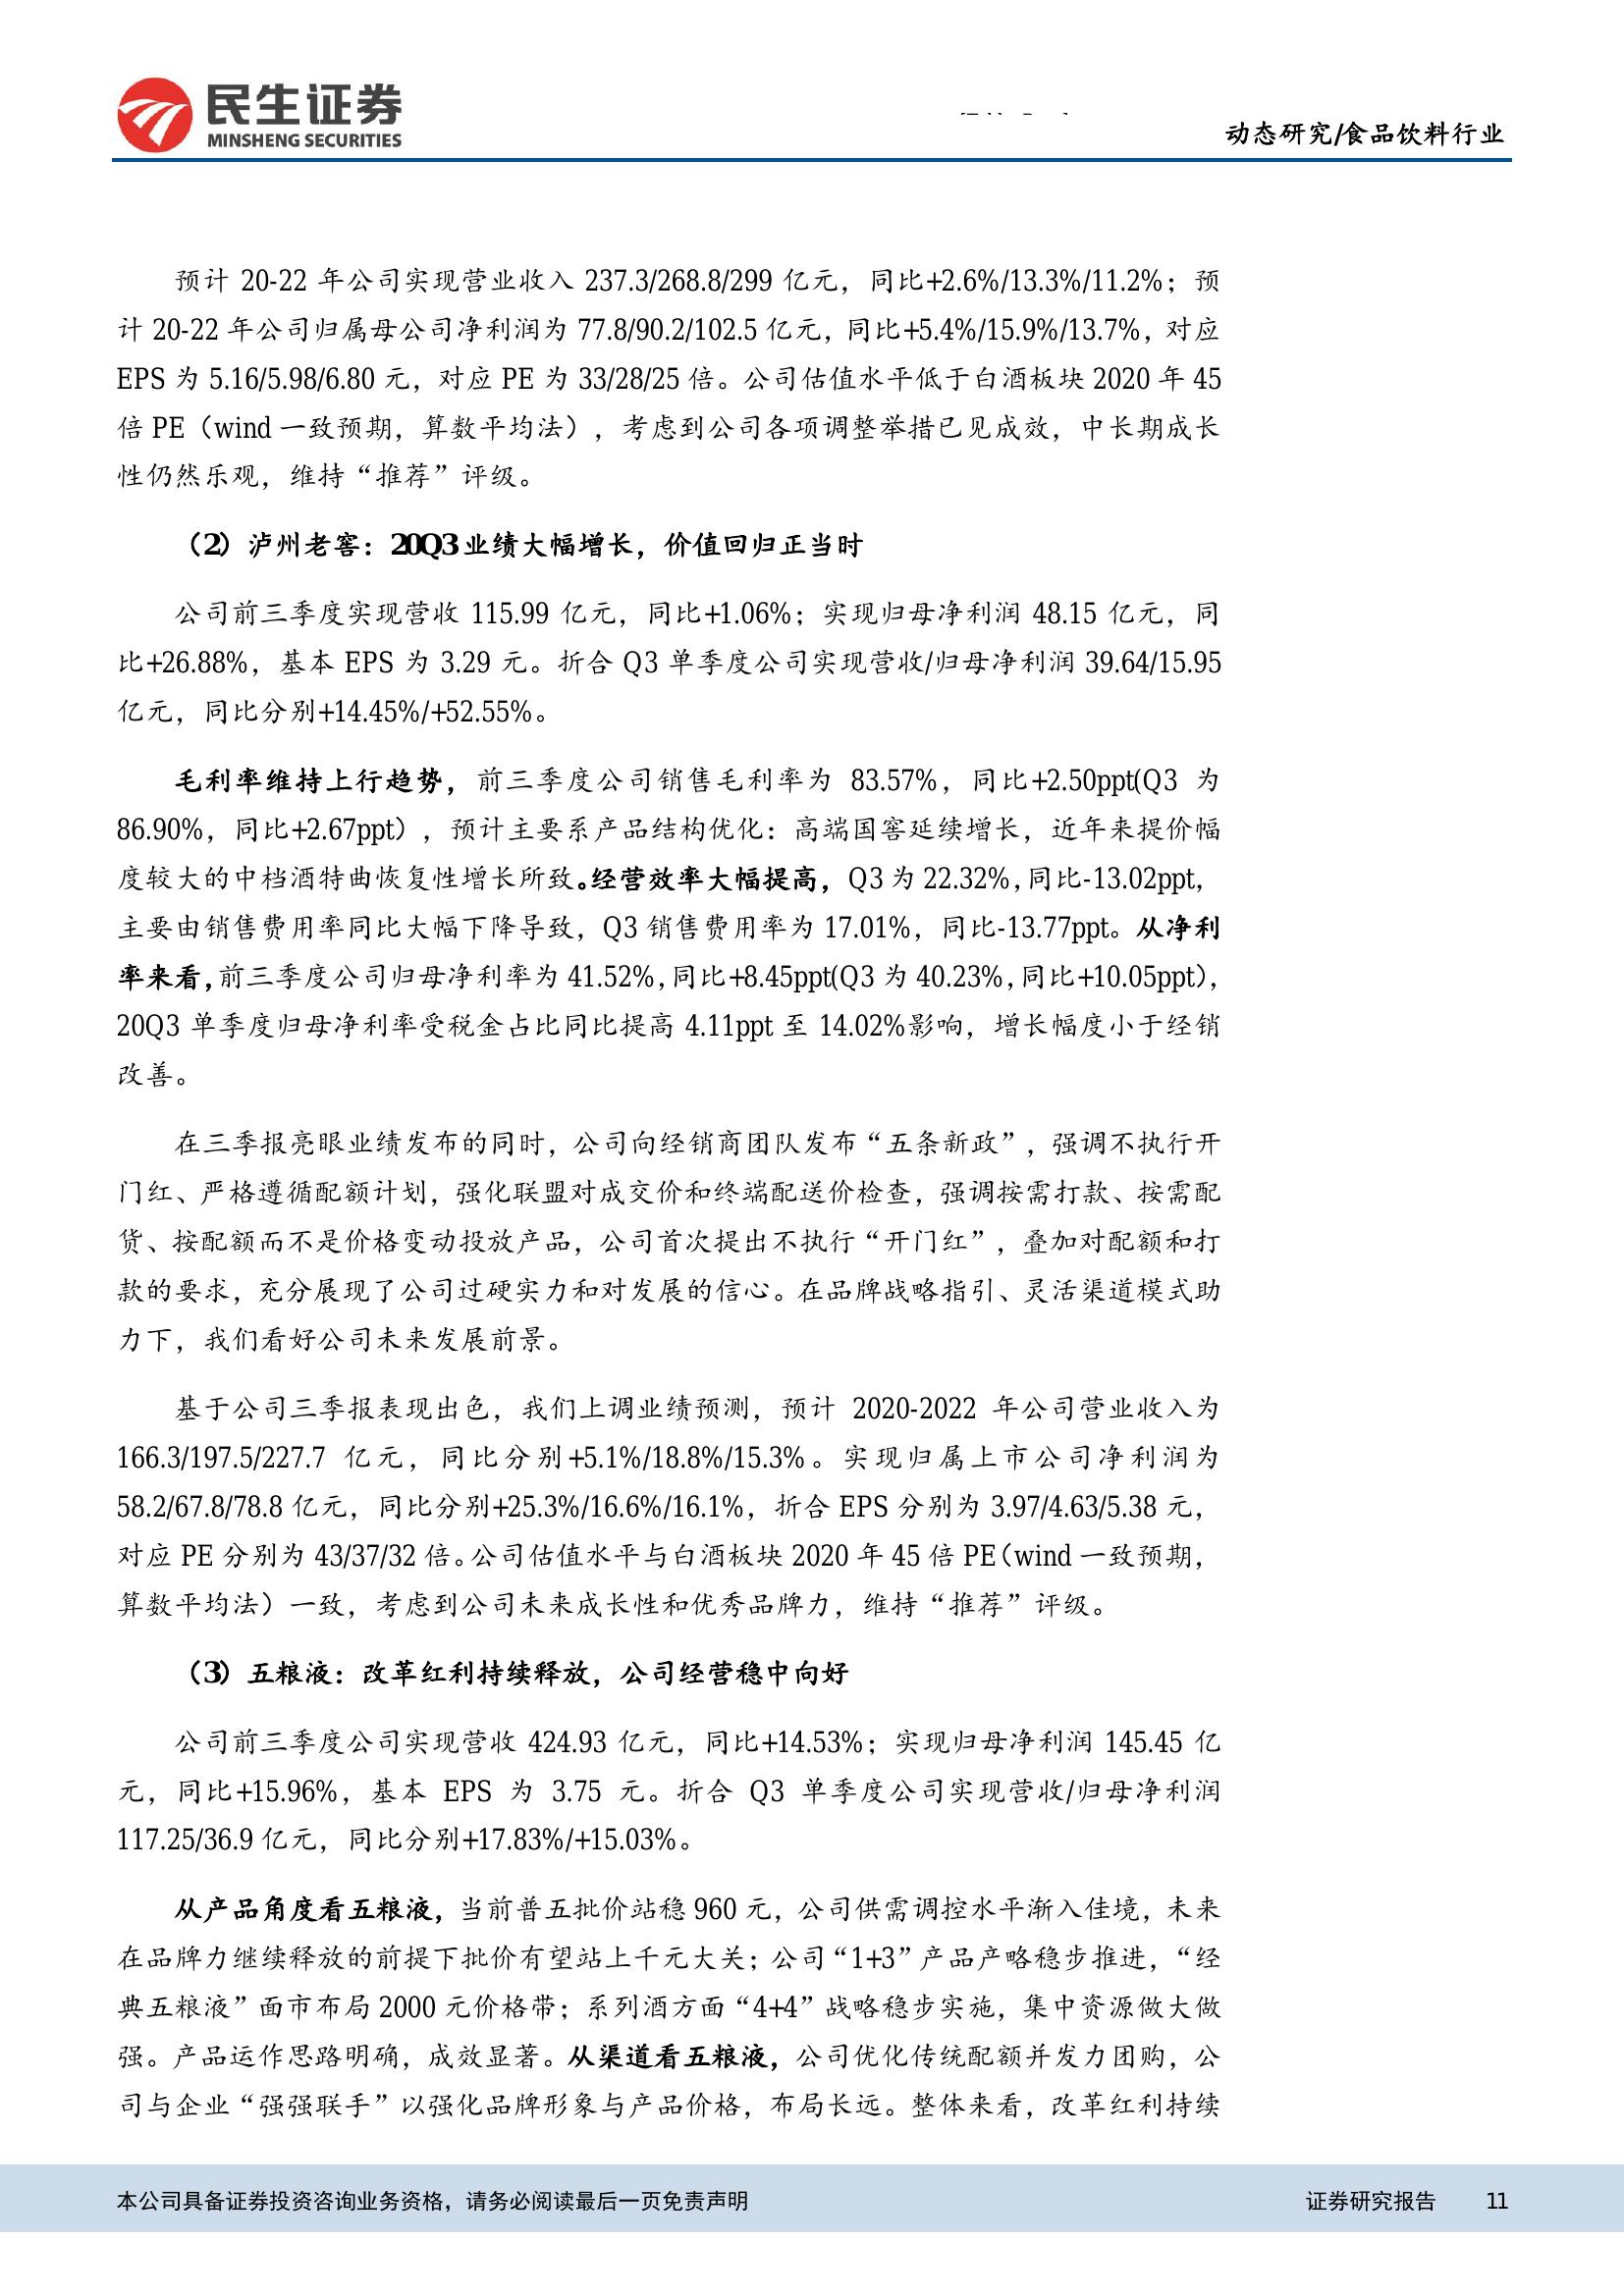 民生证券
MINSHENG SECURITIES
动态研究/食品饮料行业
预计 20-22 年公司实现营业收入 237.3/268.8/299 亿元，同比+2.6%/13.3%/11.2%；预
计 20-22 年公司归属母公司净利润为 77.8/90.2/102.5 亿元，同比+5.4%/15.9%/13.7%，对应
EPS 为 5.16/5.98/6.80 元，对应 PE 为 33/28/25 倍。公司估值水平低于白酒板块 2020 年 45
倍 PE（wind 一致预期，算数平均法），考虑到公司各项调整举措已见成效，中长期成长
性仍然乐观，维持“推荐”评级。
（2）泸州老窖：20Q3 业绩大幅增长，价值回归正当时
公司前三季度实现营收 115.99 亿元，同比+1.06%；实现归母净利润 48.15 亿元，同
比+26.88%，基本 EPS 为 3.29 元。折合 Q3 单季度公司实现营收/归母净利润 39.64/15.95
亿元，同比分别+14.45%/+52.55%。
毛利率维持上行趋势，前三季度公司销售毛利率为 83.57%，同比+2.50ppt(Q3 为
86.90%，同比+2.67ppt），预计主要系产品结构优化：高端国窖延续增长，近年来提价幅
度较大的中档酒特曲恢复性增长所致。经营效率大幅提高，Q3 为 22.32%，同比-13.02ppt，
主要由销售费用率同比大幅下降导致，Q3 销售费用率为 17.01%，同比-13.77ppt。从净利
率来看，前三季度公司归母净利率为 41.52%，同比+8.45ppt(Q3 为 40.23%，同比+10.05ppt），
20Q3 单季度归母净利率受税金占比同比提高 4.11ppt 至 14.02%影响，增长幅度小于经销
改善。
在三季报亮眼业绩发布的同时，公司向经销商团队发布“五条新政”，强调不执行开
门红、严格遵循配额计划，强化联盟对成交价和终端配送价检查，强调按需打款、按需配
货、按配额而不是价格变动投放产品，公司首次提出不执行“开门红”，叠加对配额和打
款的要求，充分展现了公司过硬实力和对发展的信心。在品牌战略指引、灵活渠道模式助
力下，我们看好公司未来发展前景。
基于公司三季报表现出色，我们上调业绩预测，预计 2020-2022 年公司营业收入为
166.3/197.5/227.7 亿元，同比分别+5.1%/18.8%/15.3%。实现归属上市公司净利润为
58.2/67.8/78.8 亿元，同比分别+25.3%/16.6%/16.1%，折合 EPS 分别为 3.97/4.63/5.38 元，
对应 PE 分别为 43/37/32 倍。公司估值水平与白酒板块 2020 年 45 倍 PE（wind 一致预期，
算数平均法）一致，考虑到公司未来成长性和优秀品牌力，维持“推荐”评级。
（3）五粮液：改革红利持续释放，公司经营稳中向好
公司前三季度公司实现营收 424.93 亿元，同比+14.53%；实现归母净利润 145.45 亿
元，同比+15.96%，基本 EPS 为 3.75 元。折合 Q3 单季度公司实现营收/归母净利润
117.25/36.9 亿元，同比分别+17.83%/+15.03%。
从产品角度看五粮液，当前普五批价站稳 960 元，公司供需调控水平渐入佳境，未来
在品牌力继续释放的前提下批价有望站上千元大关；公司“1+3”产品产略稳步推进，“经
典五粮液”面市布局 2000 元价格带；系列酒方面“4+4”战略稳步实施，集中资源做大做
强。产品运作思路明确，成效显著。从渠道看五粮液，公司优化传统配额并发力团购，公
司与企业“强强联手”以强化品牌形象与产品价格，布局长远。整体来看，改革红利持续
本公司具备证券投资咨询业务资格，请务必阅读最后一页免责声明
证券研究报告 11